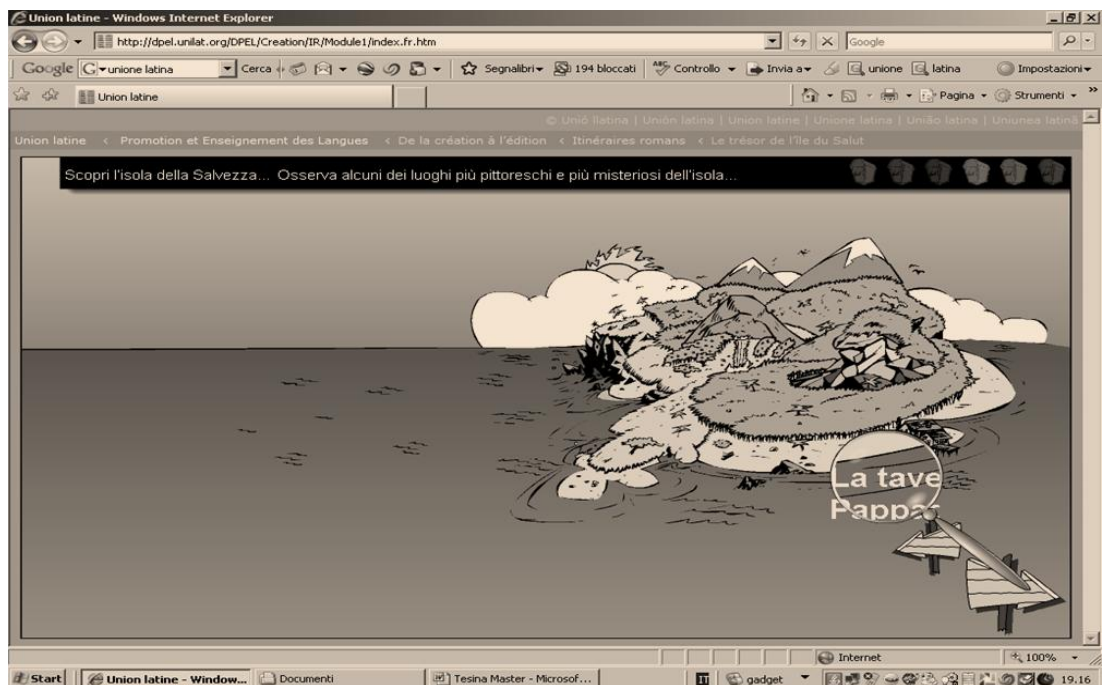 Union latine - Windows Internet Explorer
http://dpel.unilat.org/DPEL/Creation/IR/Module1/index.fr.htm
Google
Google G unione latina Cerca Segnalibri 194 bloccati ABC Controllo Invia a unione latina Impostazioni
Union latine Pagina Strumenti
© Unió llatina | Unión latina | Union latine | Unione latina | União latina | Uniunea latină
Union latine < Promotion et Enseignement des Langues < De la création à l'édition < Itinéraires romans < Le trésor de l'île du Salut
Scopri l'isola della Salvezza... Osserva alcuni dei luoghi più pittoreschi e più misteriosi dell'isola...
La tave
Pappa
Internet 100%
Start Union latine - Window... Documenti Tesina Master - Microsof... gadget 19.16